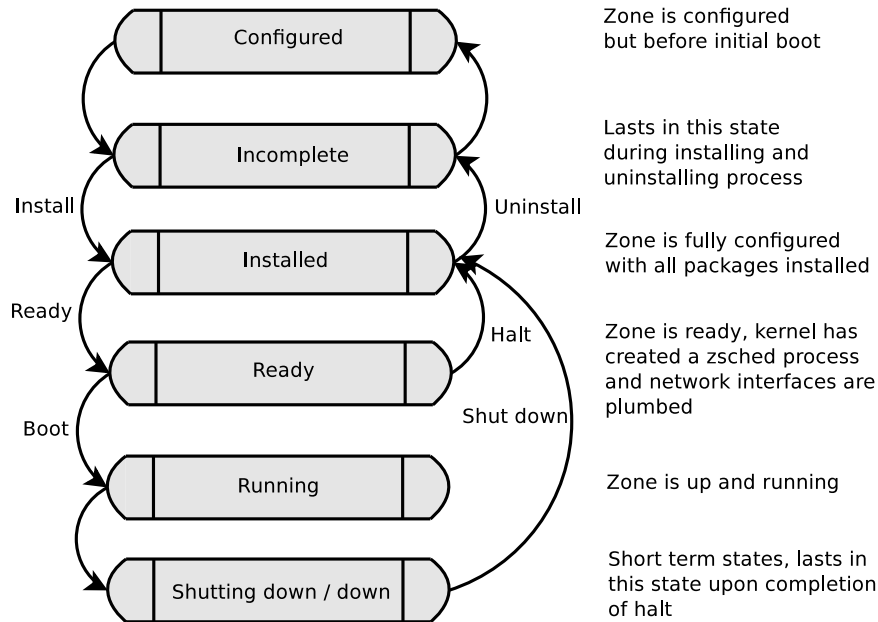 Configured
Zone is configured
but before initial boot
Incomplete
Lasts in this state
during installing and
uninstalling process
Install
Uninstall
Installed
Zone is fully configured
with all packages installed
Ready
Halt
Ready
Zone is ready, kernel has
created a zsched process
and network interfaces are
plumbed
Boot
Shut down
Running
Zone is up and running
Shutting down / down
Short term states, lasts in
this state upon completion
of halt